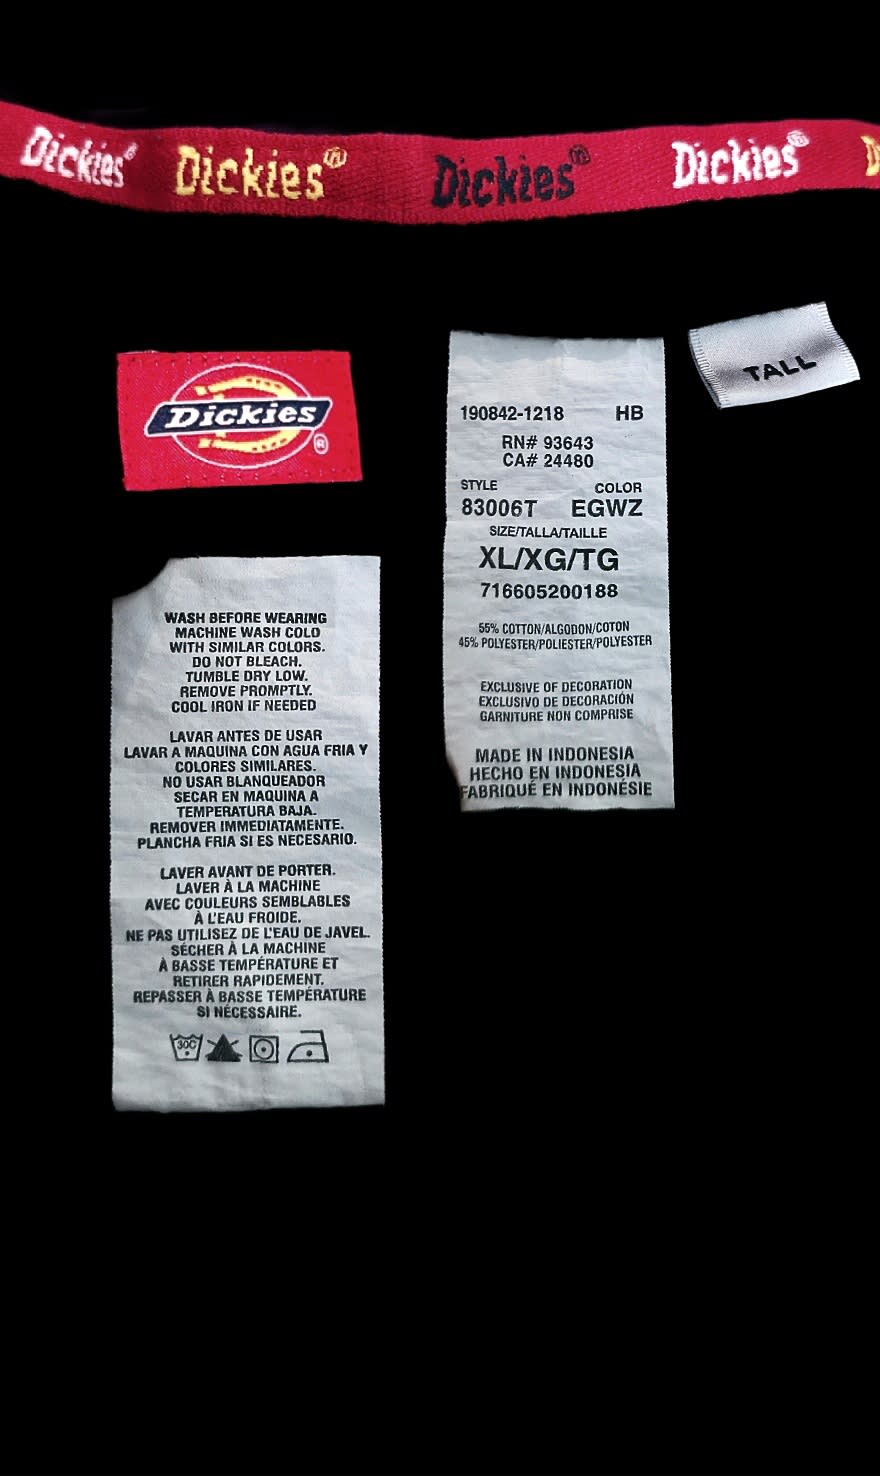 Dickies® Dickies® Dickies® Dickies® D
Dickies®
TALL
190842-1218 HB
RN# 93643
CA# 24480
STYLE COLOR
83006T EGWZ
SIZE/TALLA/TAILLE
XL/XG/TG
716605200188
55% COTTON/ALGODON/COTON
45% POLYESTER/POLIESTER/POLYESTER
EXCLUSIVE OF DECORATION
EXCLUSIVO DE DECORACIÓN
GARNITURE NON COMPRISE
MADE IN INDONESIA
HECHO EN INDONESIA
FABRIQUÉ EN INDONÉSIE
WASH BEFORE WEARING
MACHINE WASH COLD
WITH SIMILAR COLORS.
DO NOT BLEACH.
TUMBLE DRY LOW.
REMOVE PROMPTLY.
COOL IRON IF NEEDED
LAVAR ANTES DE USAR
LAVAR A MAQUINA CON AGUA FRIA Y
COLORES SIMILARES.
NO USAR BLANQUEADOR
SECAR EN MAQUINA A
TEMPERATURA BAJA.
REMOVER IMMEDIATAMENTE.
PLANCHA FRIA SI ES NECESARIO.
LAVER AVANT DE PORTER.
LAVER À LA MACHINE
AVEC COULEURS SEMBLABLES
À L'EAU FROIDE.
NE PAS UTILISEZ DE L'EAU DE JAVEL.
SÉCHER À LA MACHINE
À BASSE TEMPÉRATURE ET
RETIRER RAPIDEMENT.
REPASSER À BASSE TEMPÉRATURE
SI NÉCESSAIRE.
30C